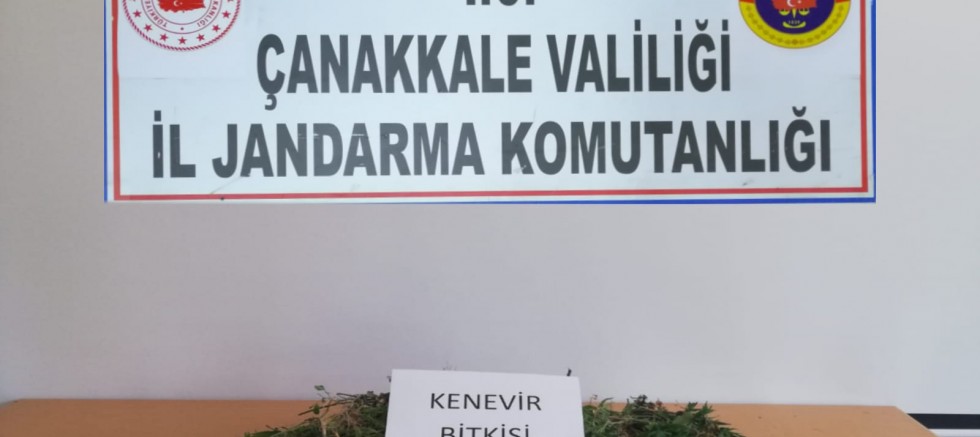 ÇANAKKALE VALİLİĞİ
İL JANDARMA KOMUTANLIĞI
KENEVİR
BİTKİSİ